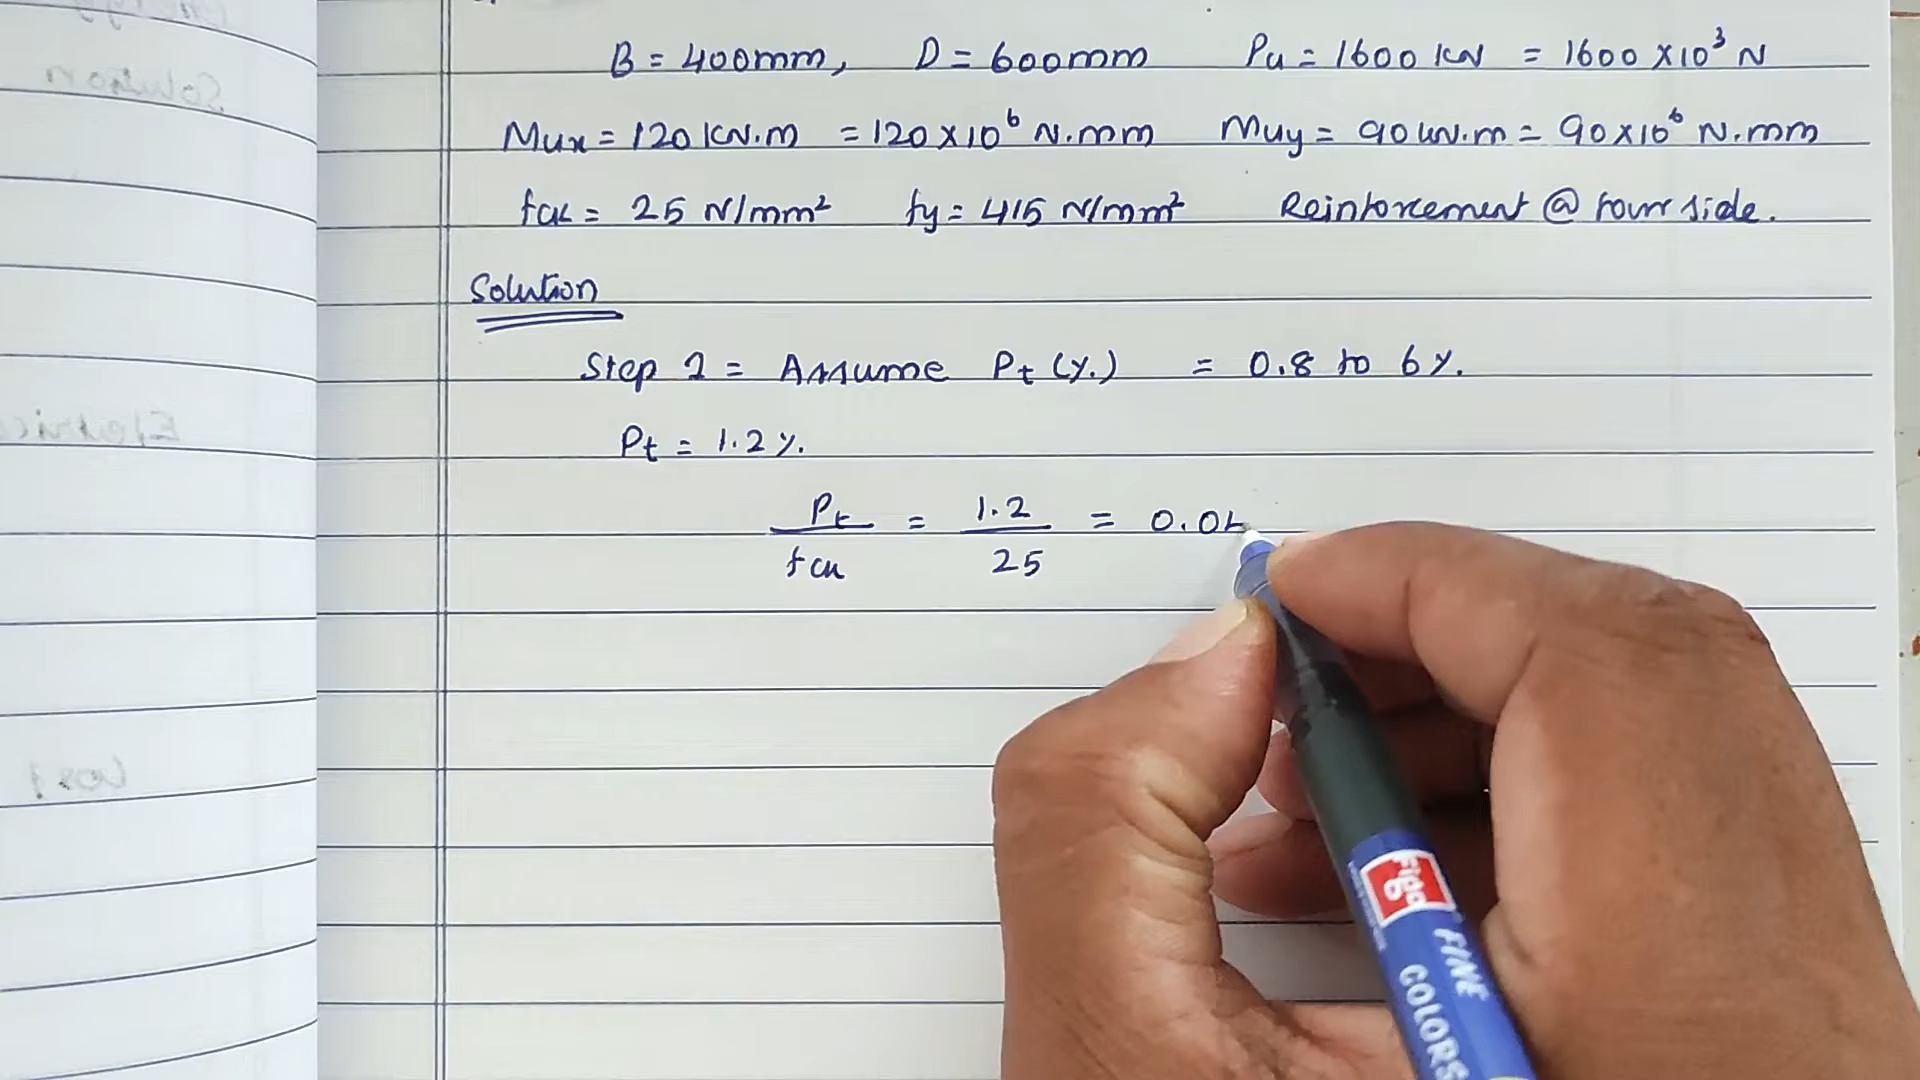 B = 400mm, D = 600mm Pu = 1600 KN = 1600 x10³ N
Mux = 120 KN.m = 120 x 10⁶ N.mm Muy = 90 kN.m = 90x10⁶ N.mm
fck = 25 N/mm² fy = 415 N/mm² Reinforcement @ four side.
Solution
Step 1 = Assume Pt (%) = 0.8 to 6 %.
Pt = 1.2 %.
Pt / fck = 1.2 / 25 = 0.04
Figo
FINE
COLORS